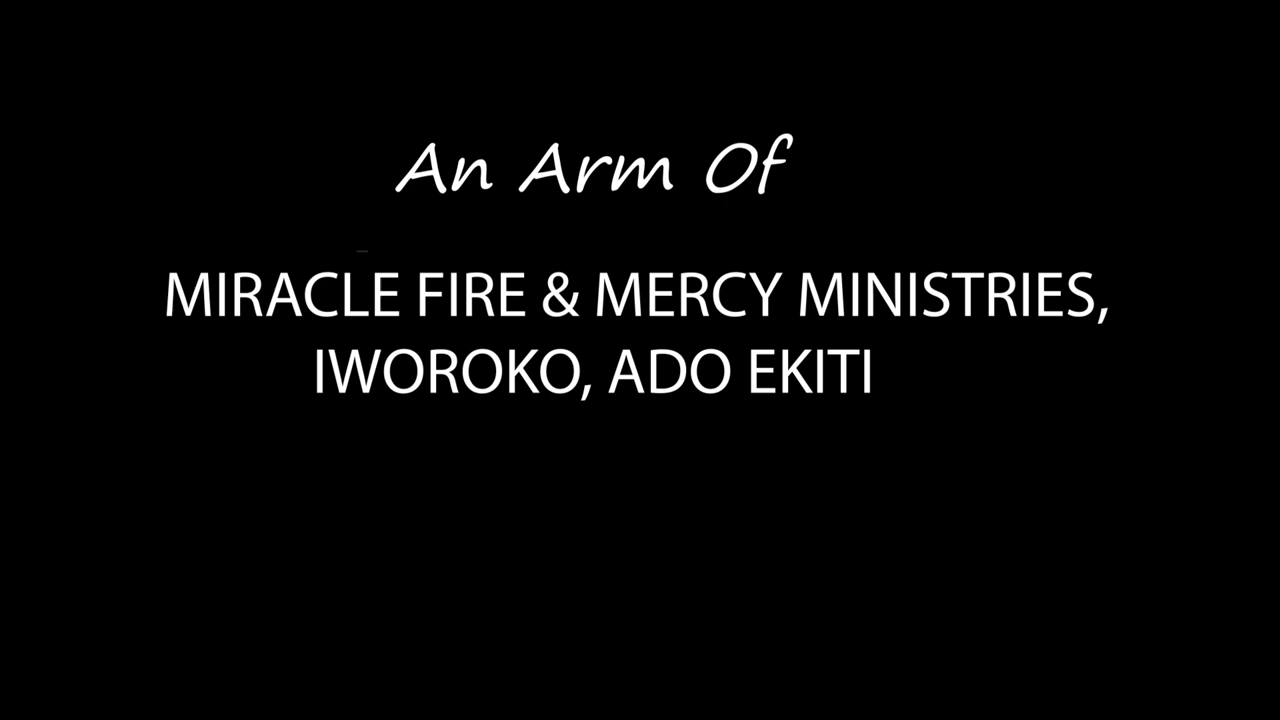 An Arm Of
MIRACLE FIRE & MERCY MINISTRIES,
IWOROKO, ADO EKITI